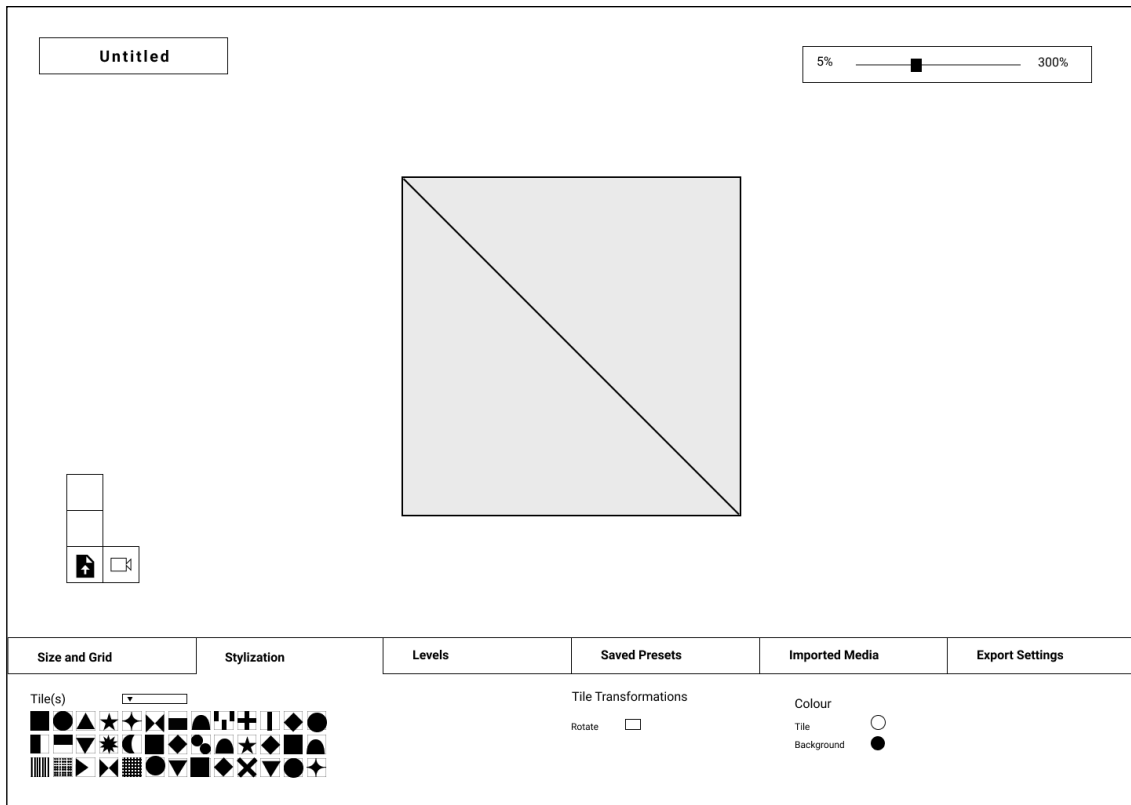 Untitled
5% 300%
Size and Grid Stylization Levels Saved Presets Imported Media Export Settings
Tile(s) Tile Transformations Colour
Rotate Tile
Background